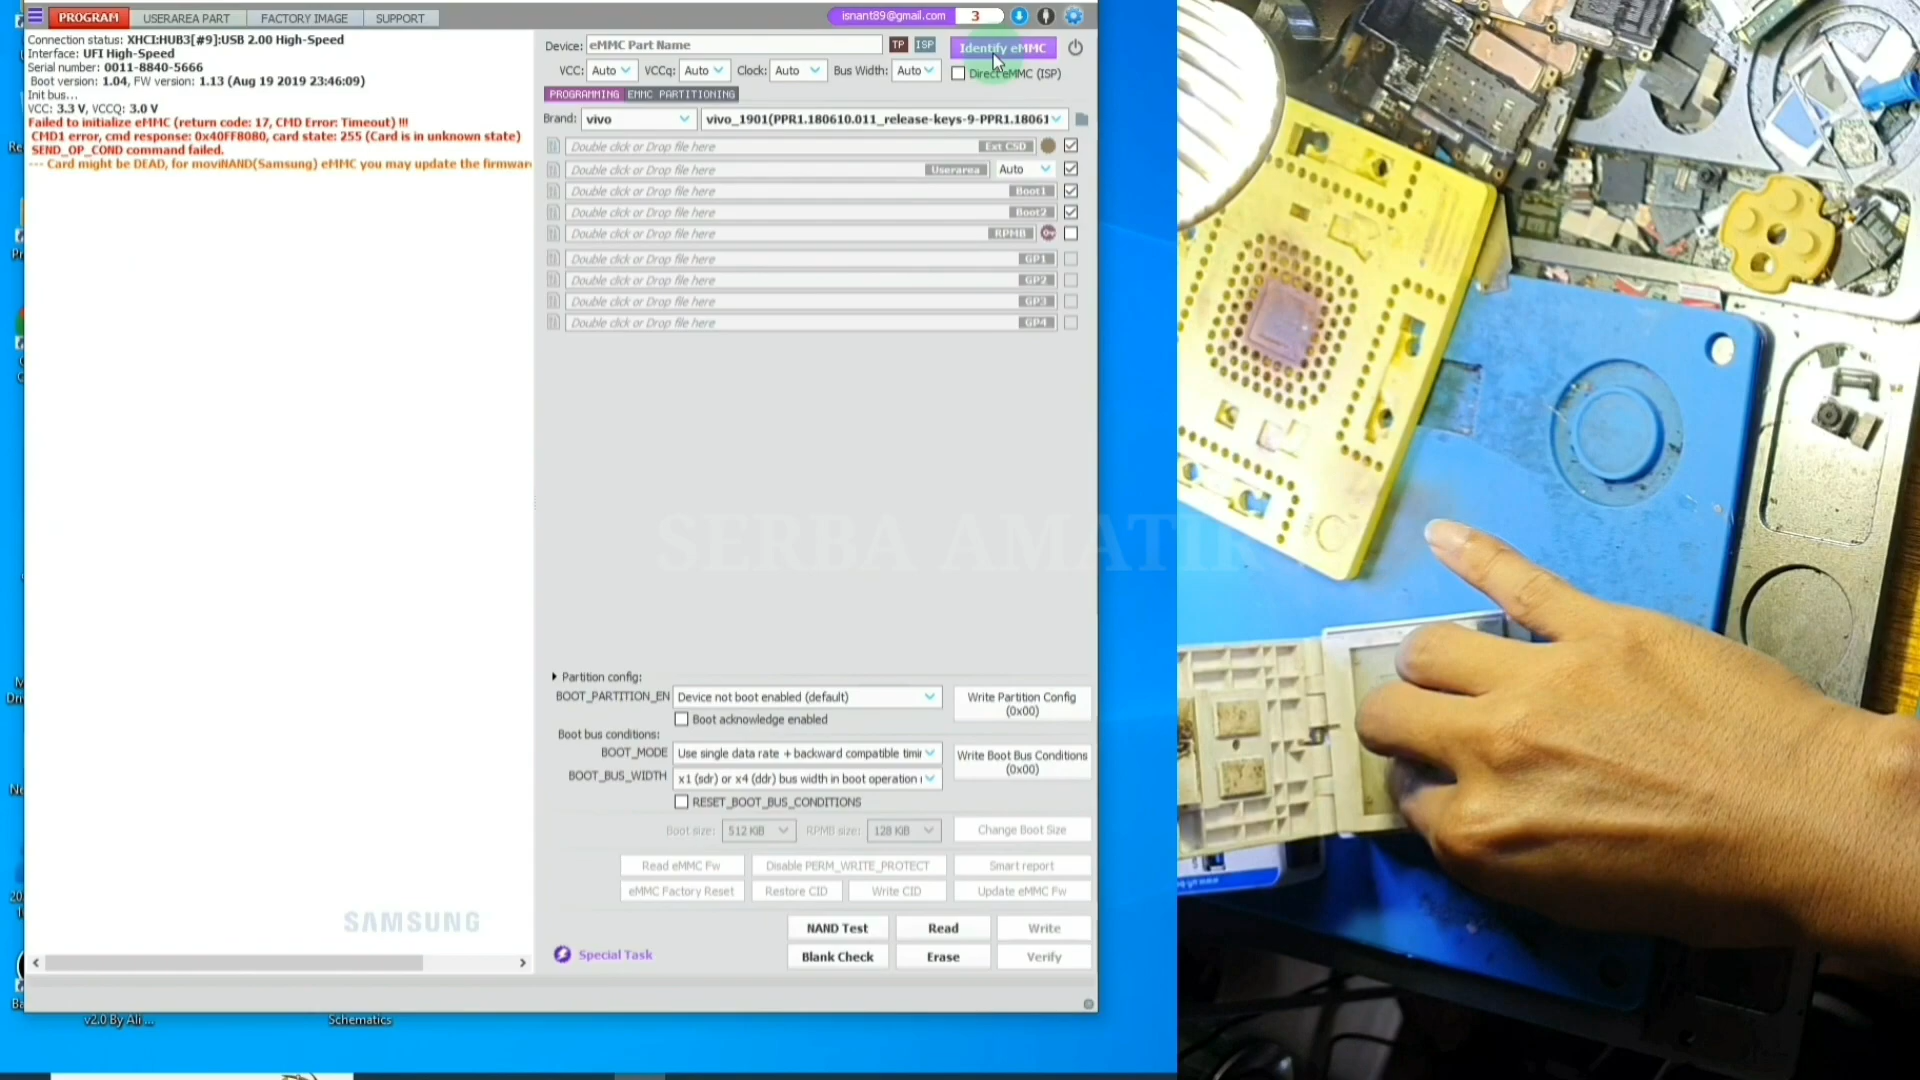 PROGRAM
USERAREA PART
FACTORY IMAGE
SUPPORT
isnant89@gmail.com
3
Connection status: XHCI:HUB3[#9]:USB 2.00 High-Speed
Interface: UFI High-Speed
Serial number: 0011-8840-5666
Boot version: 1.04, FW version: 1.13 (Aug 19 2019 23:46:09)
Init bus...
VCC: 3.3 V, VCCQ: 3.0 V
Failed to initialize eMMC (return code: 17, CMD Error: Timeout) !!!
CMD1 error, cmd response: 0x40FF8080, card state: 255 (Card is in unknown state)
SEND_OP_COND command failed.
--- Card might be DEAD, for moviNAND(Samsung) eMMC you may update the firmwar
SAMSUNG
Device: eMMC Part Name TP ISP Identify eMMC
VCC: Auto VCCq: Auto Clock: Auto Bus Width: Auto Direct eMMC (ISP)
PROGRAMMING EMMC PARTITIONING
Brand: vivo vivo_1901(PPR1.180610.011_release-keys-9-PPR1.18061
Double click or Drop file here Ext CSD
Double click or Drop file here Userarea Auto
Double click or Drop file here Boot1
Double click or Drop file here Boot2
Double click or Drop file here RPMB
Double click or Drop file here GP1
Double click or Drop file here GP2
Double click or Drop file here GP3
Double click or Drop file here GP4
SERBA AMATIR
Partition config:
BOOT_PARTITION_EN Device not boot enabled (default) Write Partition Config
(0x00)
Boot acknowledge enabled
Boot bus conditions:
BOOT_MODE Use single data rate + backward compatible timin Write Boot Bus Conditions
(0x00)
BOOT_BUS_WIDTH x1 (sdr) or x4 (ddr) bus width in boot operation
RESET_BOOT_BUS_CONDITIONS
Boot size: 512 KiB RPMB size: 128 KiB Change Boot Size
Read eMMC Fw Disable PERM_WRITE_PROTECT Smart report
eMMC Factory Reset Restore CID Write CID Update eMMC Fw
NAND Test Read Write
Special Task
Blank Check Erase Verify
v2.0 By Ali ...
Schematics